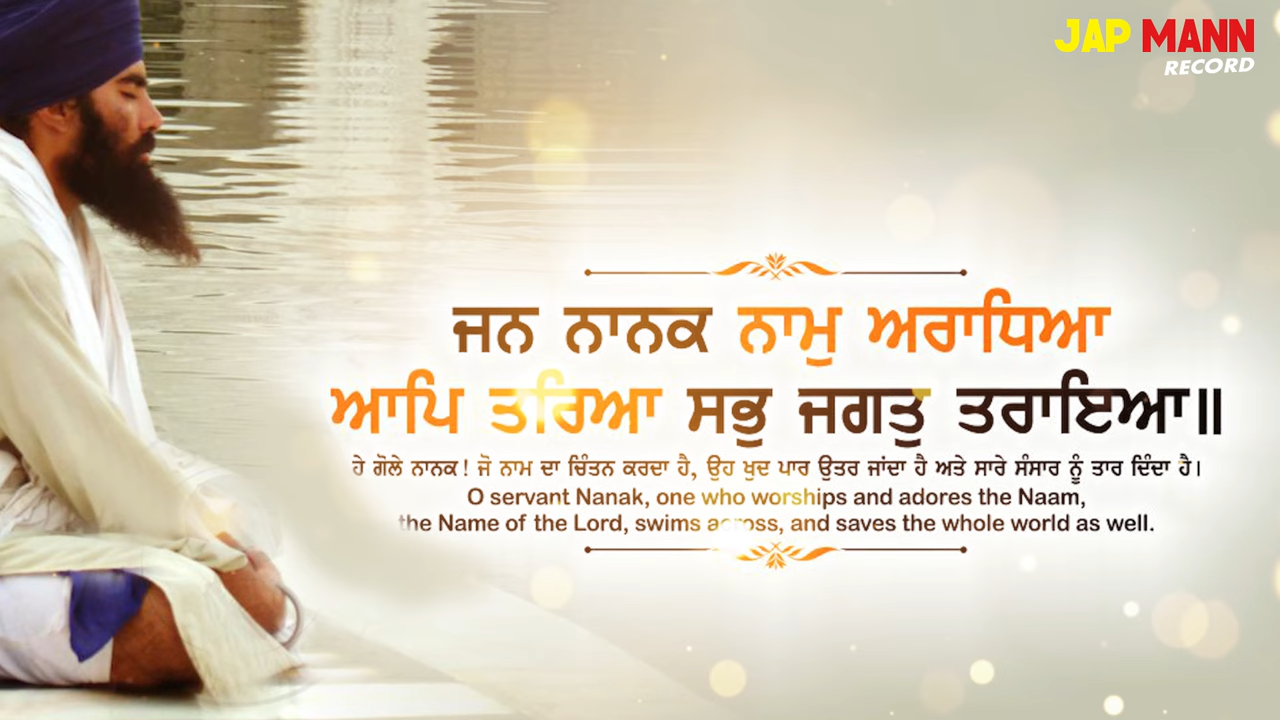 JAP MANN
RECORD
ਜਨ ਨਾਨਕ ਨਾਮੁ ਅਰਾਧਿਆ
ਆਪਿ ਤਰਿਆ ਸਭੁ ਜਗਤੁ ਤਰਾਇਆ॥
ਹੇ ਗੋਲੇ ਨਾਨਕ! ਜੋ ਨਾਮ ਦਾ ਚਿੰਤਨ ਕਰਦਾ ਹੈ, ਉਹ ਖੁਦ ਪਾਰ ਉਤਰ ਜਾਂਦਾ ਹੈ ਅਤੇ ਸਾਰੇ ਸੰਸਾਰ ਨੂੰ ਤਾਰ ਦਿੰਦਾ ਹੈ।
O servant Nanak, one who worships and adores the Naam,
the Name of the Lord, swims across, and saves the whole world as well.